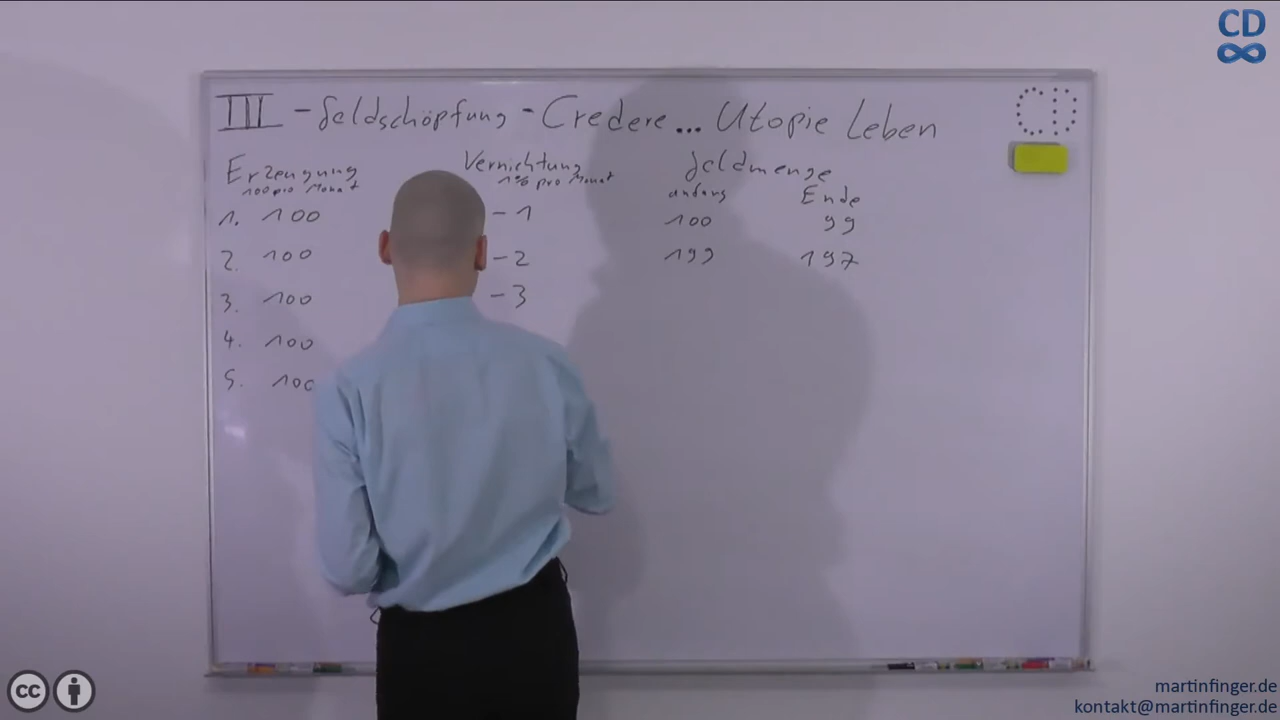 CD
III - Geldschöpfung - Credere... Utopie Leben
Erzeugung Vernichtung Geldmenge
100 pro Monat 1% pro Monat anfang Ende
1. 100 - 1 100 99
2. 100 - 2 199 197
3. 100 - 3
4. 100
5. 100
cc
martinfinger.de
kontakt@martinfinger.de